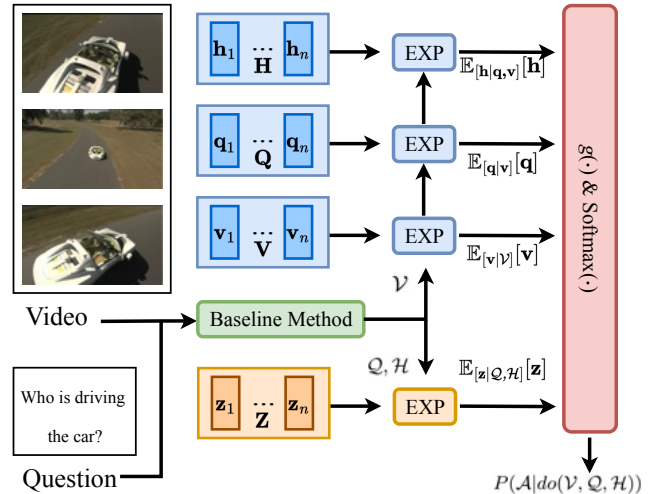 h₁ ... hₙ
H
EXP
𝔼[h|q,v][h]
q₁ ... qₙ
Q
EXP
𝔼[q|v][q]
v₁ ... vₙ
V
EXP
𝔼[v|𝒱][v]
g(·) & Softmax(·)
𝒱
Video
Baseline Method
𝒬, ℋ
Who is driving
the car?
Question
z₁ ... zₙ
Z
EXP
𝔼[z|𝒬,ℋ][z]
P(𝒜|do(𝒱, 𝒬, ℋ))